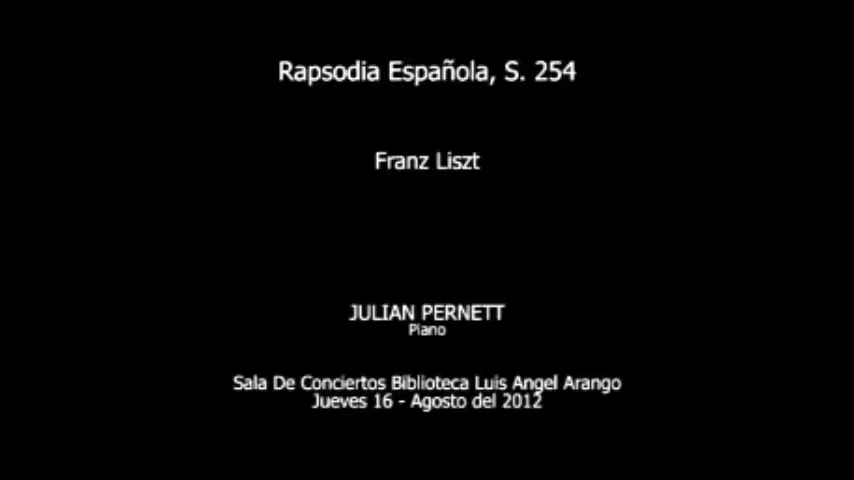 Rapsodia Española, S. 254
Franz Liszt
JULIAN PERNETT
Piano
Sala De Conciertos Biblioteca Luis Angel Arango
Jueves 16 - Agosto del 2012